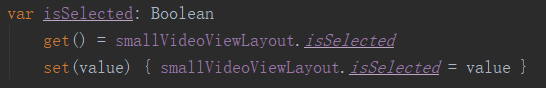 var isSelected: Boolean
get() = smallVideoViewLayout.isSelected
set(value) { smallVideoViewLayout.isSelected = value }